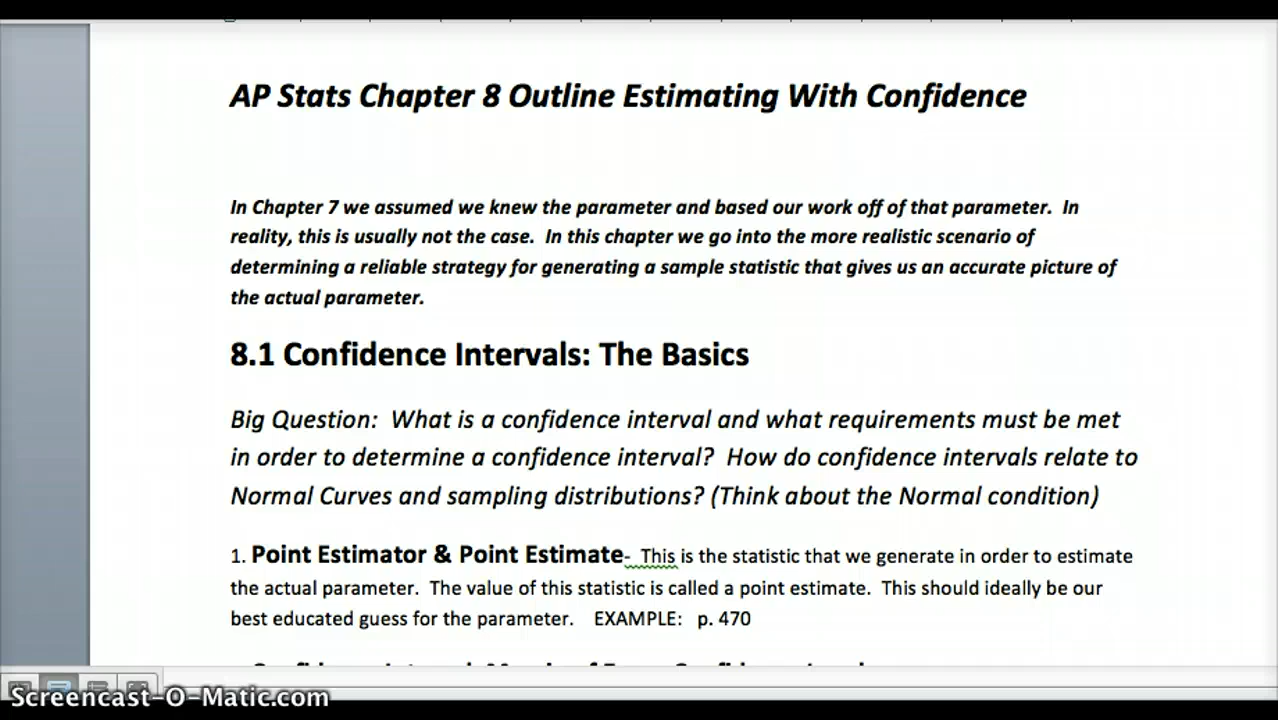 AP Stats Chapter 8 Outline Estimating With Confidence
In Chapter 7 we assumed we knew the parameter and based our work off of that parameter.  In
reality, this is usually not the case.  In this chapter we go into the more realistic scenario of
determining a reliable strategy for generating a sample statistic that gives us an accurate picture of
the actual parameter.
8.1 Confidence Intervals: The Basics
Big Question:  What is a confidence interval and what requirements must be met
in order to determine a confidence interval?  How do confidence intervals relate to
Normal Curves and sampling distributions? (Think about the Normal condition)
1. Point Estimator & Point Estimate-  This is the statistic that we generate in order to estimate
the actual parameter.  The value of this statistic is called a point estimate.  This should ideally be our
best educated guess for the parameter.    EXAMPLE:   p. 470
Screencast-O-Matic.com